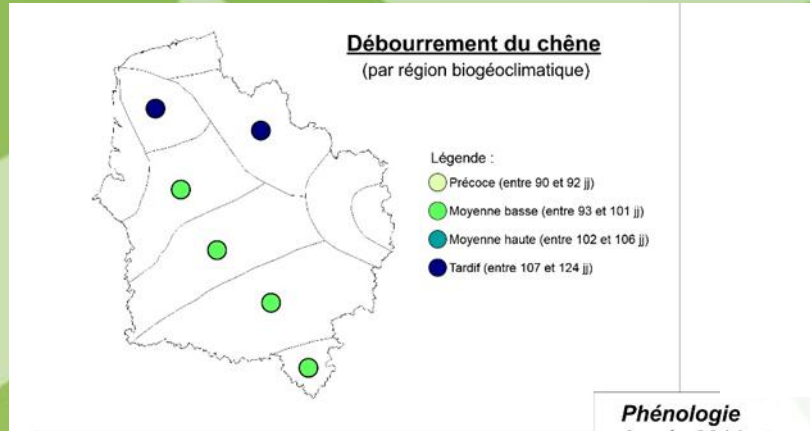 Débourrement du chêne
(par région biogéoclimatique)
Légende :
Précoce (entre 90 et 92 jj)
Moyenne basse (entre 93 et 101 jj)
Moyenne haute (entre 102 et 106 jj)
Tardif (entre 107 et 124 jj)
Phénologie